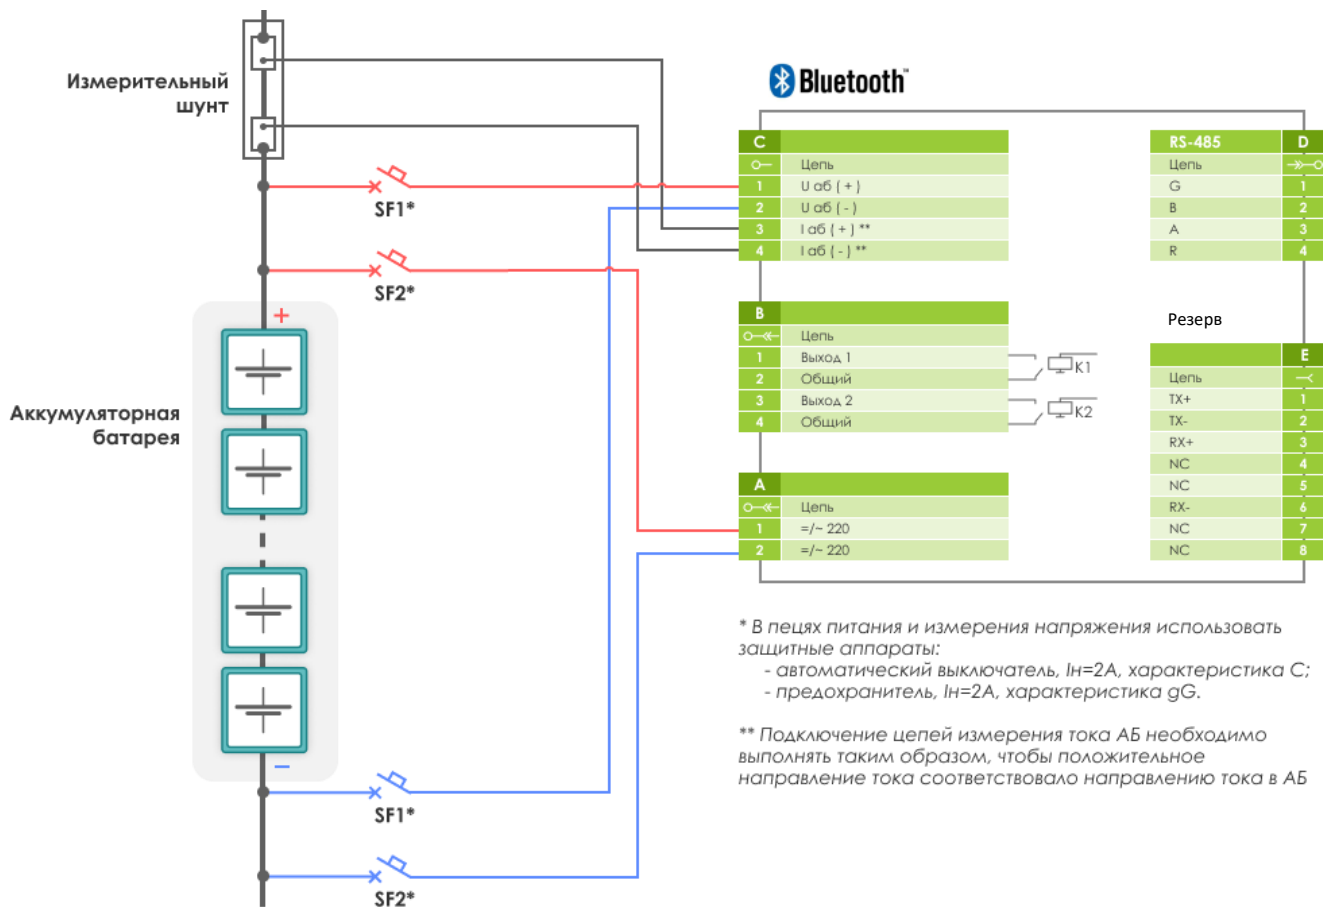 Измерительный
шунт
Bluetooth™
C
Цепь
1 U аб ( + )
2 U аб ( - )
3 I аб ( + ) **
4 I аб ( - ) **
RS-485 D
Цепь
G 1
B 2
A 3
R 4
SF1*
SF2*
+
Аккумуляторная
батарея
B
Цепь
1 Выход 1
2 Общий
3 Выход 2
4 Общий
K1
K2
Резерв
E
Цепь
TX+ 1
TX- 2
RX+ 3
NC 4
NC 5
RX- 6
NC 7
NC 8
A
Цепь
1 =/~ 220
2 =/~ 220
−
SF1*
SF2*
* В пецях питания и измерения напряжения использовать
защитные аппараты:
- автоматический выключатель, Iн=2А, характеристика С;
- предохранитель, Iн=2А, характеристика gG.
** Подключение цепей измерения тока АБ необходимо
выполнять таким образом, чтобы положительное
направление тока соответствовало направлению тока в АБ